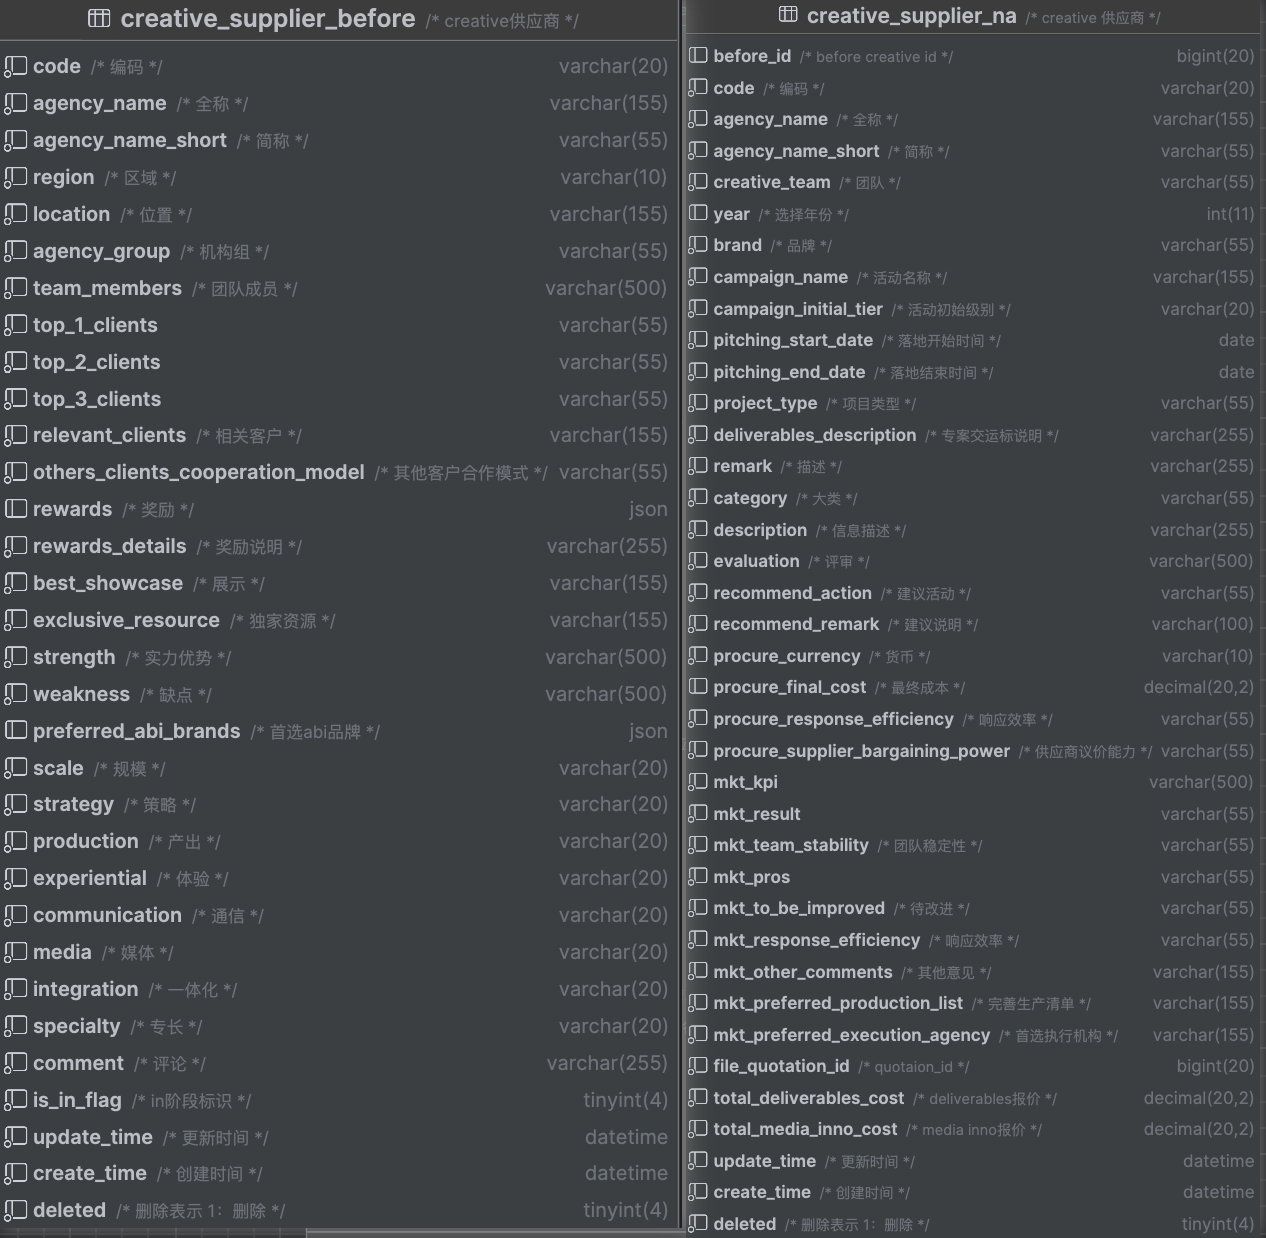 creative_supplier_before /* creative供应商 */
code /* 编码 */ varchar(20)
agency_name /* 全称 */ varchar(155)
agency_name_short /* 简称 */ varchar(55)
region /* 区域 */ varchar(10)
location /* 位置 */ varchar(155)
agency_group /* 机构组 */ varchar(55)
team_members /* 团队成员 */ varchar(500)
top_1_clients varchar(55)
top_2_clients varchar(55)
top_3_clients varchar(55)
relevant_clients /* 相关客户 */ varchar(155)
others_clients_cooperation_model /* 其他客户合作模式 */ varchar(55)
rewards /* 奖励 */ json
rewards_details /* 奖励说明 */ varchar(255)
best_showcase /* 展示 */ varchar(155)
exclusive_resource /* 独家资源 */ varchar(155)
strength /* 实力优势 */ varchar(500)
weakness /* 缺点 */ varchar(500)
preferred_abi_brands /* 首选abi品牌 */ json
scale /* 规模 */ varchar(20)
strategy /* 策略 */ varchar(20)
production /* 产出 */ varchar(20)
experiential /* 体验 */ varchar(20)
communication /* 通信 */ varchar(20)
media /* 媒体 */ varchar(20)
integration /* 一体化 */ varchar(20)
specialty /* 专长 */ varchar(20)
comment /* 评论 */ varchar(255)
is_in_flag /* in阶段标识 */ tinyint(4)
update_time /* 更新时间 */ datetime
create_time /* 创建时间 */ datetime
deleted /* 删除表示 1：删除 */ tinyint(4)
creative_supplier_na /* creative 供应商 */
before_id /* before creative id */ bigint(20)
code /* 编码 */ varchar(20)
agency_name /* 全称 */ varchar(155)
agency_name_short /* 简称 */ varchar(55)
creative_team /* 团队 */ varchar(55)
year /* 选择年份 */ int(11)
brand /* 品牌 */ varchar(55)
campaign_name /* 活动名称 */ varchar(155)
campaign_initial_tier /* 活动初始级别 */ varchar(20)
pitching_start_date /* 落地开始时间 */ date
pitching_end_date /* 落地结束时间 */ date
project_type /* 项目类型 */ varchar(55)
deliverables_description /* 专案交运标说明 */ varchar(255)
remark /* 描述 */ varchar(255)
category /* 大类 */ varchar(55)
description /* 信息描述 */ varchar(255)
evaluation /* 评审 */ varchar(500)
recommend_action /* 建议活动 */ varchar(55)
recommend_remark /* 建议说明 */ varchar(100)
procure_currency /* 货币 */ varchar(10)
procure_final_cost /* 最终成本 */ decimal(20,2)
procure_response_efficiency /* 响应效率 */ varchar(55)
procure_supplier_bargaining_power /* 供应商议价能力 */ varchar(55)
mkt_kpi varchar(500)
mkt_result varchar(55)
mkt_team_stability /* 团队稳定性 */ varchar(55)
mkt_pros varchar(55)
mkt_to_be_improved /* 待改进 */ varchar(55)
mkt_response_efficiency /* 响应效率 */ varchar(55)
mkt_other_comments /* 其他意见 */ varchar(155)
mkt_preferred_production_list /* 完善生产清单 */ varchar(155)
mkt_preferred_execution_agency /* 首选执行机构 */ varchar(155)
file_quotation_id /* quotaion_id */ bigint(20)
total_deliverables_cost /* deliverables报价 */ decimal(20,2)
total_media_inno_cost /* media inno报价 */ decimal(20,2)
update_time /* 更新时间 */ datetime
create_time /* 创建时间 */ datetime
deleted /* 删除表示 1：删除 */ tinyint(4)